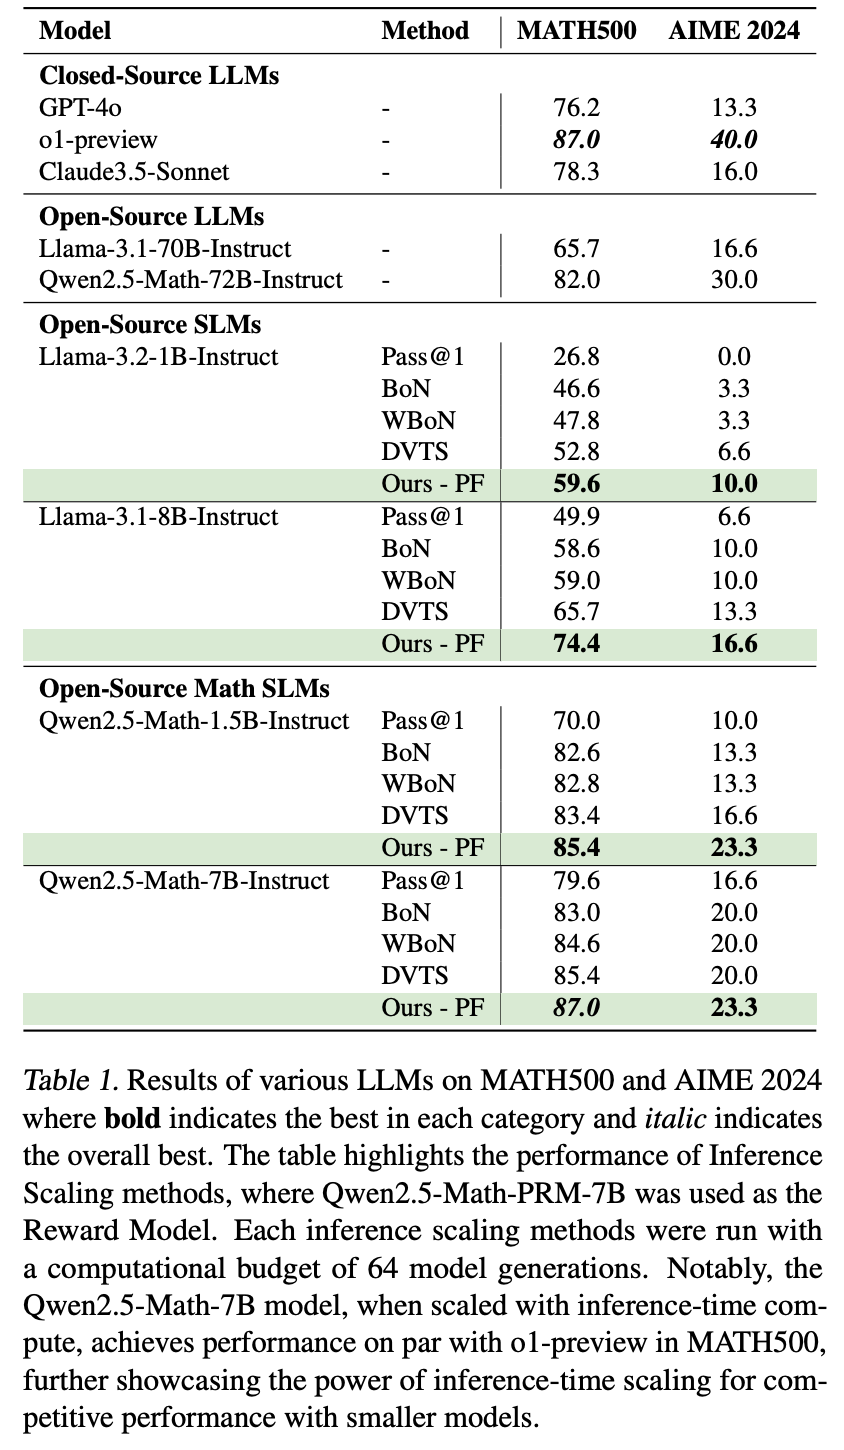 Model Method MATH500 AIME 2024
Closed-Source LLMs
GPT-4o - 76.2 13.3
o1-preview - 87.0 40.0
Claude3.5-Sonnet - 78.3 16.0
Open-Source LLMs
Llama-3.1-70B-Instruct - 65.7 16.6
Qwen2.5-Math-72B-Instruct - 82.0 30.0
Open-Source SLMs
Llama-3.2-1B-Instruct Pass@1 26.8 0.0
BoN 46.6 3.3
WBoN 47.8 3.3
DVTS 52.8 6.6
Ours - PF 59.6 10.0
Llama-3.1-8B-Instruct Pass@1 49.9 6.6
BoN 58.6 10.0
WBoN 59.0 10.0
DVTS 65.7 13.3
Ours - PF 74.4 16.6
Open-Source Math SLMs
Qwen2.5-Math-1.5B-Instruct Pass@1 70.0 10.0
BoN 82.6 13.3
WBoN 82.8 13.3
DVTS 83.4 16.6
Ours - PF 85.4 23.3
Qwen2.5-Math-7B-Instruct Pass@1 79.6 16.6
BoN 83.0 20.0
WBoN 84.6 20.0
DVTS 85.4 20.0
Ours - PF 87.0 23.3
Table 1. Results of various LLMs on MATH500 and AIME 2024
where bold indicates the best in each category and italic indicates
the overall best. The table highlights the performance of Inference
Scaling methods, where Qwen2.5-Math-PRM-7B was used as the
Reward Model. Each inference scaling methods were run with
a computational budget of 64 model generations. Notably, the
Qwen2.5-Math-7B model, when scaled with inference-time com-
pute, achieves performance on par with o1-preview in MATH500,
further showcasing the power of inference-time scaling for com-
petitive performance with smaller models.